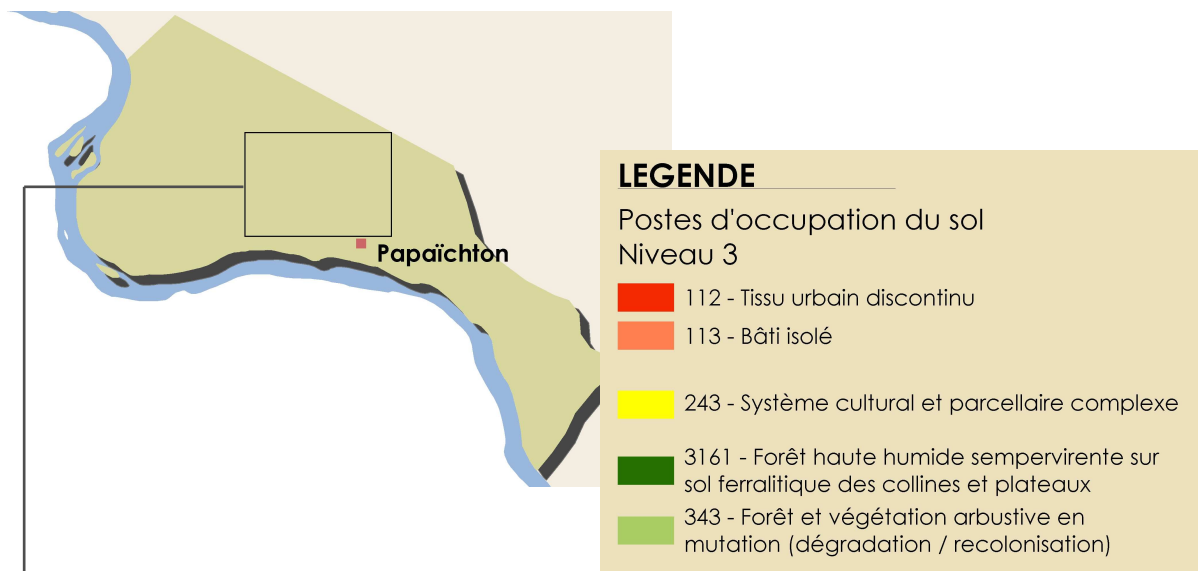 Papaïchton
LEGENDE
Postes d'occupation du sol
Niveau 3
112 - Tissu urbain discontinu
113 - Bâti isolé
243 - Système cultural et parcellaire complexe
3161 - Forêt haute humide sempervirente sur
sol ferralitique des collines et plateaux
343 - Forêt et végétation arbustive en
mutation (dégradation / recolonisation)